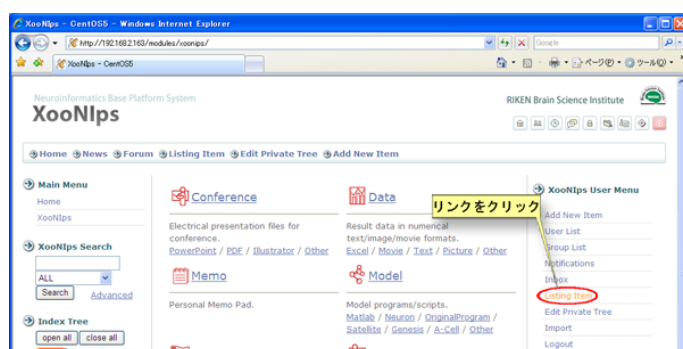 XooNIps - CentOS5 - Windows Internet Explorer
http://192.168.2.163/modules/xoonips/
Google
XooNIps - CentOS5
ページ(P)
ツール(O)
Neuroinformatics Base Platform System
XooNIps
RIKEN Brain Science Institute
Home News Forum Listing Item Edit Private Tree Add New Item
Main Menu
Home
XooNIps
XooNIps Search
ALL
Search Advanced
Index Tree
open all close all
Conference
Electrical presentation files for
conference.
PowerPoint / PDF / Illustrator / Other
Memo
Personal Memo Pad.
Data
Result data in numerical
text/image/movie formats.
Excel / Movie / Text / Picture / Other
Model
Model programs/scripts.
Matlab / Neuron / OriginalProgram /
Satellite / Genesis / A-Cell / Other
リンクをクリック
XooNIps User Menu
Add New Item
User List
Group List
Notifications
Inbox
Listing Item
Edit Private Tree
Import
Logout